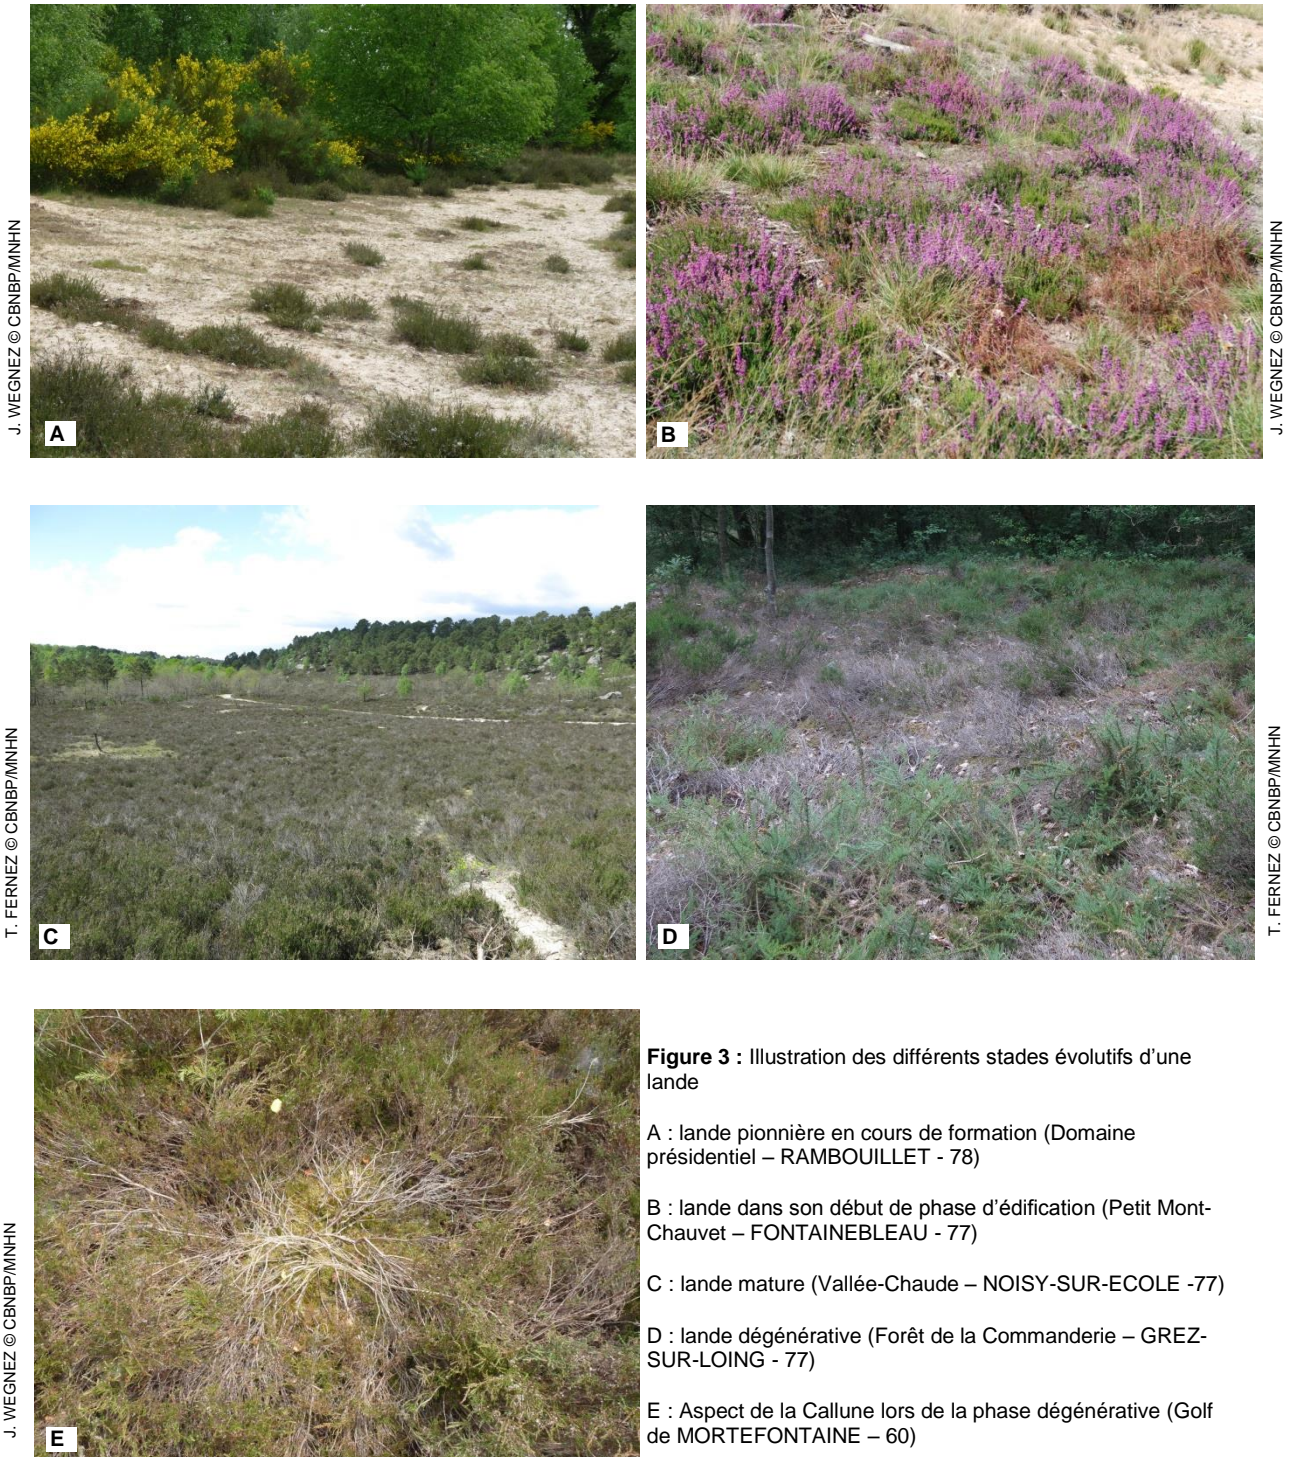 J. WEGNEZ © CBNBP/MNHN
A
B
J. WEGNEZ © CBNBP/MNHN
T. FERNEZ © CBNBP/MNHN
C
D
T. FERNEZ © CBNBP/MNHN
J. WEGNEZ © CBNBP/MNHN
E
Figure 3 : Illustration des différents stades évolutifs d'une
lande
A : lande pionnière en cours de formation (Domaine
présidentiel – RAMBOUILLET - 78)
B : lande dans son début de phase d'édification (Petit Mont-
Chauvet – FONTAINEBLEAU - 77)
C : lande mature (Vallée-Chaude – NOISY-SUR-ECOLE -77)
D : lande dégénérative (Forêt de la Commanderie – GREZ-
SUR-LOING - 77)
E : Aspect de la Callune lors de la phase dégénérative (Golf
de MORTEFONTAINE – 60)